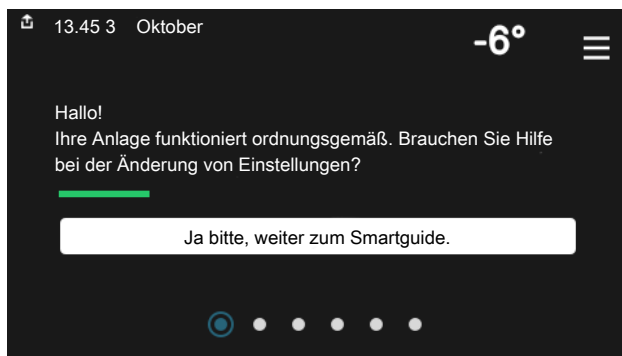 13.45 3 Oktober
-6°
Hallo!
Ihre Anlage funktioniert ordnungsgemäß. Brauchen Sie Hilfe
bei der Änderung von Einstellungen?
Ja bitte, weiter zum Smartguide.